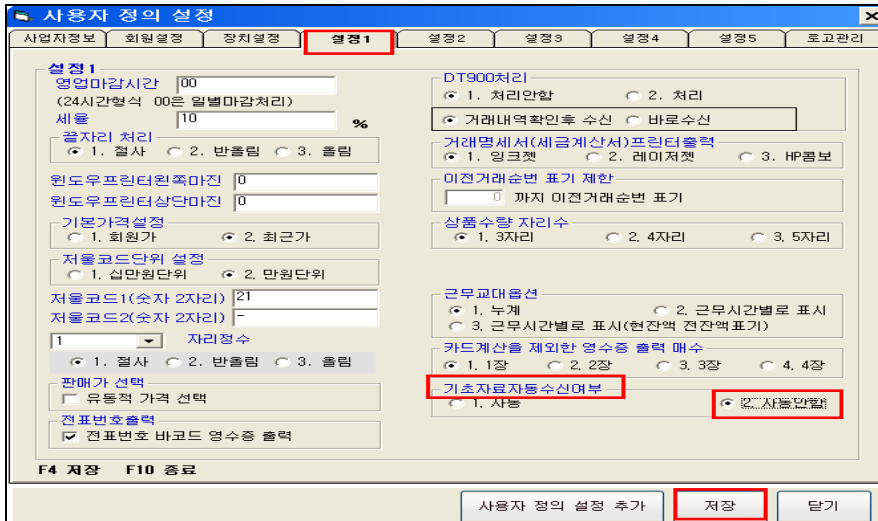 사용자 정의 설정
사업자정보 회원설정 장치설정 설정1 설정2 설정3 설정4 설정5 로고관리
설정1
영업마감시간 00
(24시간형식 00은 일별마감처리)
세율 10 %
끝자리 처리
1. 절사 2. 반올림 3. 올림
윈도우프린터왼쪽마진 0
윈도우프린터상단마진 0
기본가격설정
1. 회원가 2. 최근가
저울코드단위 설정
1. 십만원단위 2. 만원단위
저울코드1(숫자 2자리) 21
저울코드2(숫자 2자리) -
1 자리정수
1. 절사 2. 반올림 3. 올림
판매가 선택
유동적 가격 선택
전표번호출력
전표번호 바코드 영수증 출력
DT900처리
1. 처리안함 2. 처리
거래내역확인후 수신 바로수신
거래명세서(세금계산서)프린터출력
1. 잉크젯 2. 레이저젯 3. HP콤보
이전거래순번 표기 제한
0 까지 이전거래순번 표기
상품수량 자리수
1. 3자리 2. 4자리 3. 5자리
근무교대옵션
1. 누계 2. 근무시간별로 표시
3. 근무시간별로 표시(현잔액 전잔액표기)
카드계산을 제외한 영수증 출력 매수
1. 1장 2. 2장 3. 3장 4. 4장
기초자료자동수신여부
1. 자동 2. 자동안함
F4 저장 F10 종료
사용자 정의 설정 추가 저장 닫기